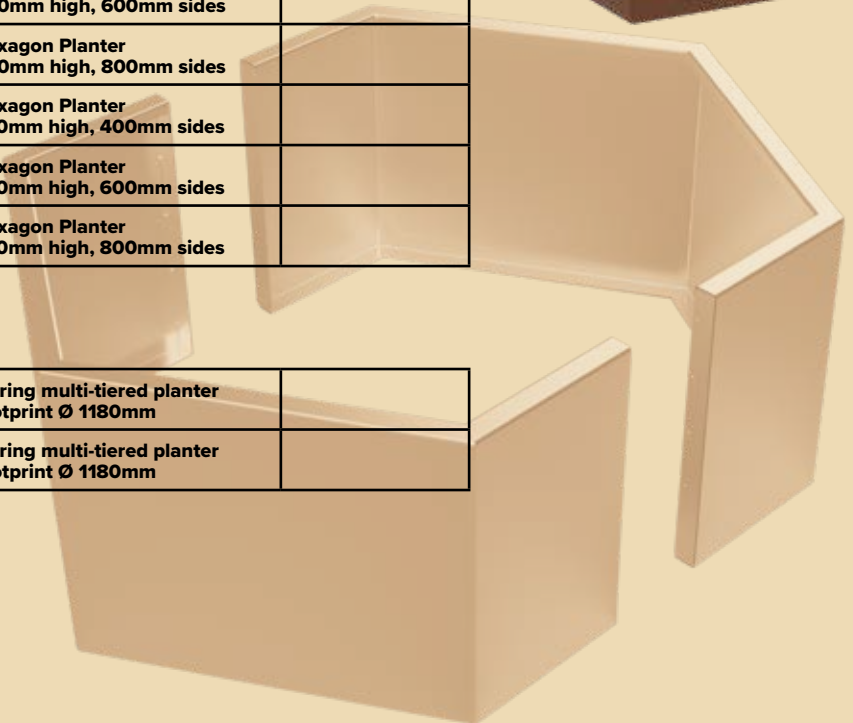 0mm high, 600mm sides
xagon Planter
0mm high, 800mm sides
xagon Planter
0mm high, 400mm sides
xagon Planter
0mm high, 600mm sides
xagon Planter
0mm high, 800mm sides
ring multi-tiered planter
otprint Ø 1180mm
ring multi-tiered planter
otprint Ø 1180mm